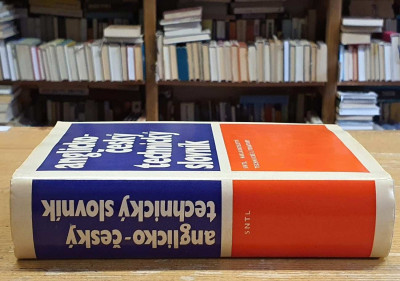 anglicko-
český
technický
slovník
anglicko-český
technický slovník
SNTL